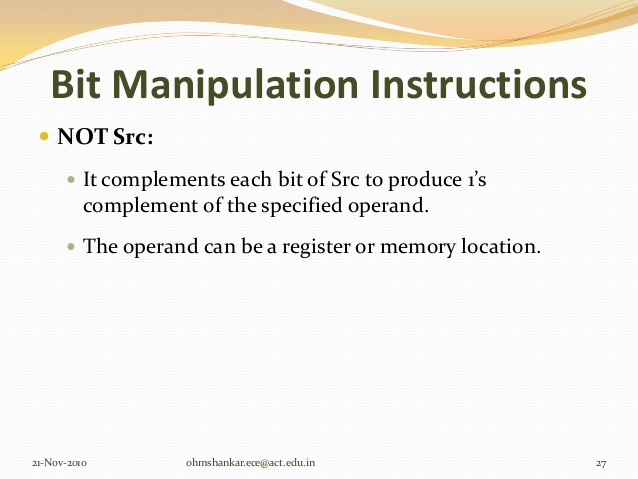 Bit Manipulation Instructions
• NOT Src:
• It complements each bit of Src to produce 1’s
complement of the specified operand.
• The operand can be a register or memory location.
21-Nov-2010 ohmshankar.ece@act.edu.in 27